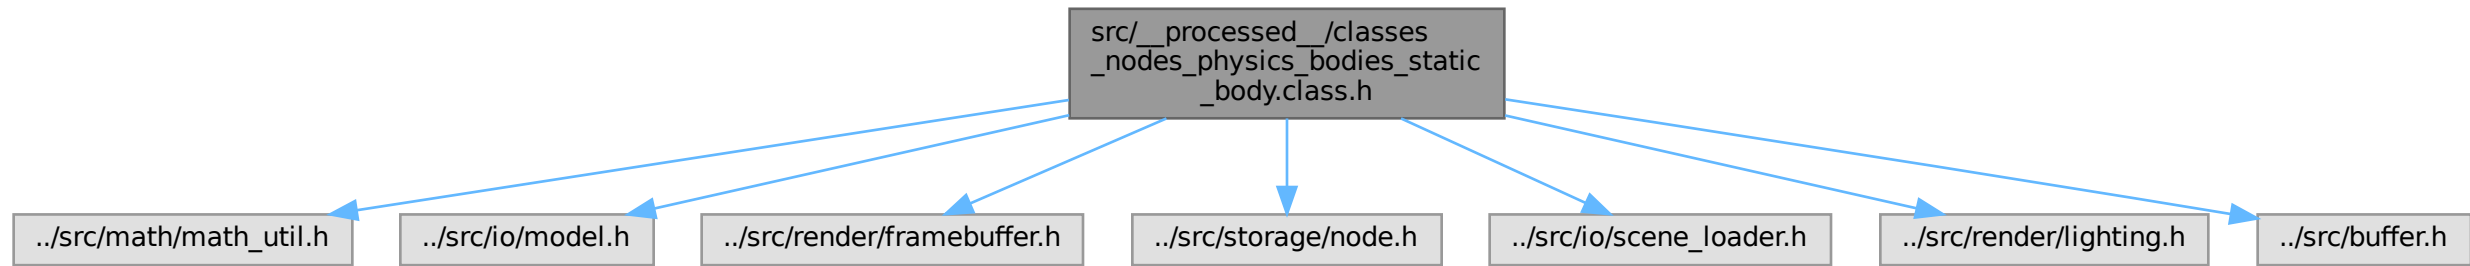 src/__processed__/classes
_nodes_physics_bodies_static
_body.class.h
../src/math/math_util.h
../src/io/model.h
../src/render/framebuffer.h
../src/storage/node.h
../src/io/scene_loader.h
../src/render/lighting.h
../src/buffer.h